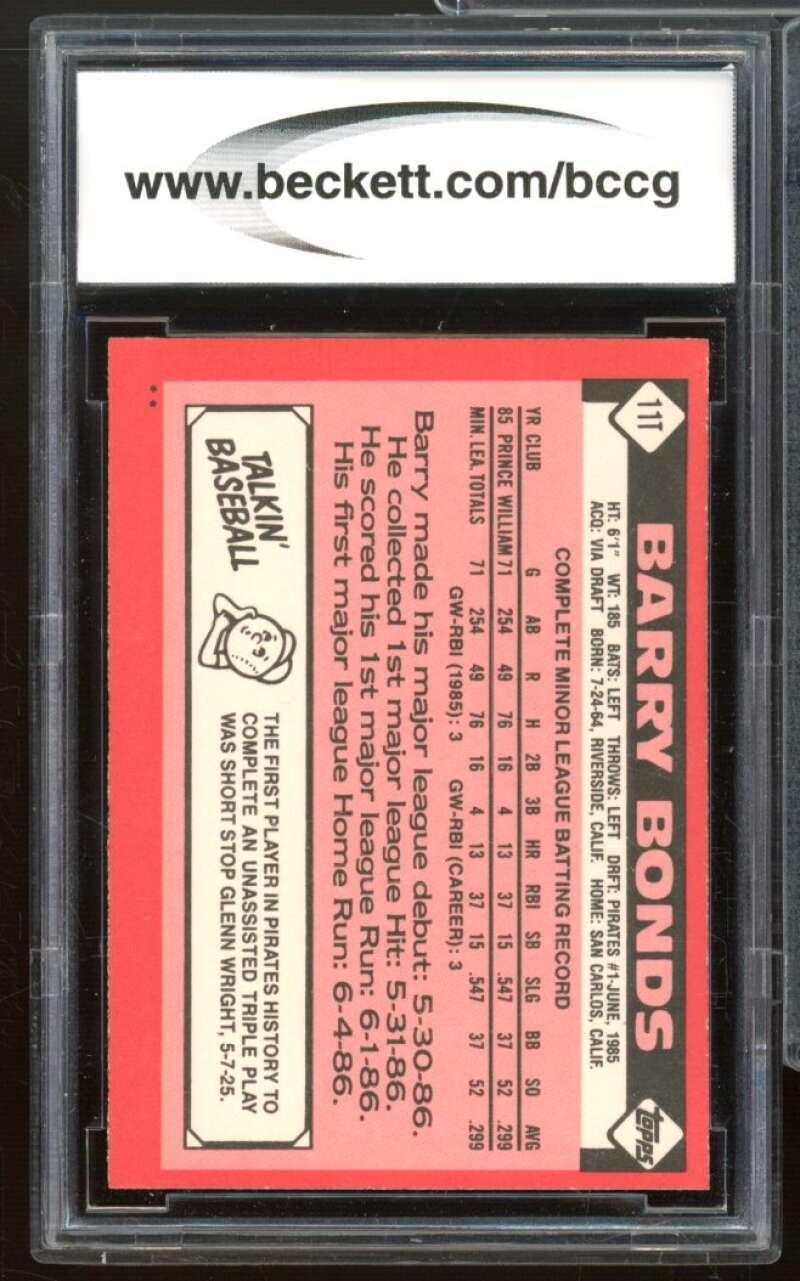 www.beckett.com/bccg
11T
BARRY BONDS
topps
HT: 6'1" WT: 185 BATS: LEFT THROWS: LEFT DRFT: PIRATES #1-JUNE, 1985
ACQ: VIA DRAFT BORN: 7-24-64, RIVERSIDE, CALIF. HOME: SAN CARLOS, CALIF.
COMPLETE MINOR LEAGUE BATTING RECORD
YR CLUB G AB R H 2B 3B HR RBI SB SLG BB SO AVG
85 PRINCE WILLIAM 71 254 49 76 16 4 13 37 15 .547 37 52 .299
MIN. LEA. TOTALS 71 254 49 76 16 4 13 37 15 .547 37 52 .299
GW-RBI (1985): 3 GW-RBI (CAREER): 3
Barry made his major league debut: 5-30-86.
He collected 1st major league Hit: 5-31-86.
He scored his 1st major league Run: 6-1-86.
His first major league Home Run: 6-4-86.
TALKIN'
BASEBALL
THE FIRST PLAYER IN PIRATES HISTORY TO
COMPLETE AN UNASSISTED TRIPLE PLAY
WAS SHORT STOP GLENN WRIGHT, 5-7-25.
**